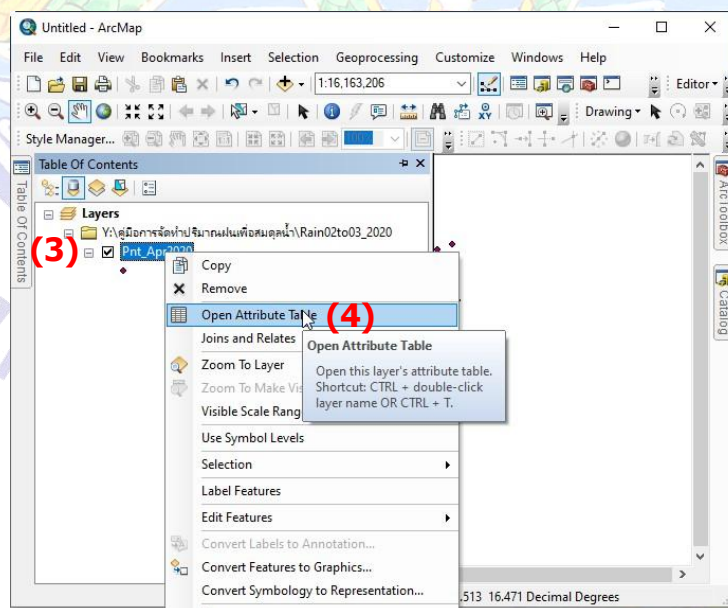 Untitled - ArcMap
File Edit View Bookmarks Insert Selection Geoprocessing Customize Windows Help
1:16,163,206
Editor
Drawing
Style Manager...
100%
Table Of Contents
Table Of Contents
Layers
Y:\คู่มือการจัดทำปริมาณฝนเพื่อสมดุลน้ำ\Rain02to03_2020
(3)
Pnt_Apr2020
Copy
Remove
Open Attribute Table
(4)
Joins and Relates
Open Attribute Table
Open this layer's attribute table.
Shortcut: CTRL + double-click
layer name OR CTRL + T.
Zoom To Layer
Zoom To Make Vis
Visible Scale Rang
Use Symbol Levels
Selection
Label Features
Edit Features
Convert Labels to Annotation...
Convert Features to Graphics...
Convert Symbology to Representation...
.513 16.471 Decimal Degrees
ArcToolbox
Catalog